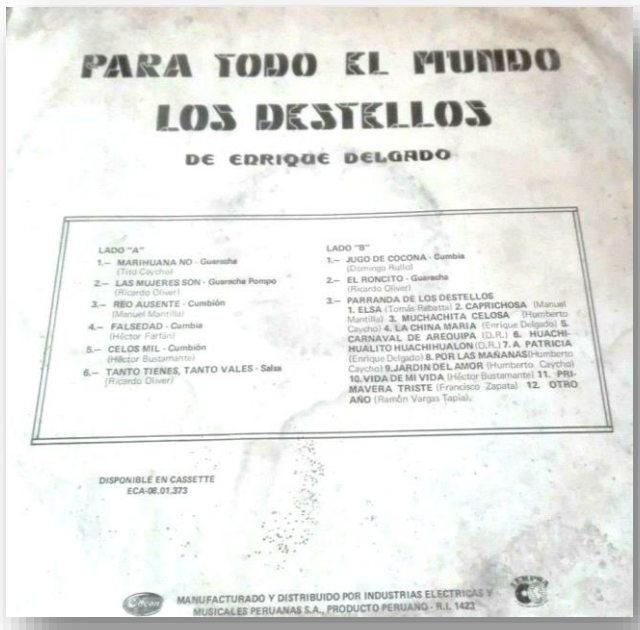 PARA TODO EL MUNDO
LOS DESTELLOS
DE ENRIQUE DELGADO
LADO "A"
1.— MARIHUANA NO - Guaracha
(Tito Caycho)
2.— LAS MUJERES SON - Guaracha Pompo
(Ricardo Oliver)
3.— REO AUSENTE - Cumbión
(Manuel Mantilla)
4.— FALSEDAD - Cumbia
(Héctor Farfán)
5.— CELOS MIL - Cumbión
(Héctor Bustamante)
6.— TANTO TIENES, TANTO VALES - Salsa
(Ricardo Oliver)
LADO "B"
1.— JUGO DE COCONA - Cumbia
(Domingo Rullo)
2.— EL RONCITO - Guaracha
(Ricardo Oliver)
3.— PARRANDA DE LOS DESTELLOS
1. ELSA (Tomás Rebatta) 2. CAPRICHOSA (Manuel
Mantilla) 3. MUCHACHITA CELOSA (Humberto
Caycho) 4. LA CHINA MARIA (Enrique Delgado) 5.
CARNAVAL DE AREQUIPA (D.R.) 6. HUACHI-
HUALITO HUACHIHUALON (D.R.) 7. A PATRICIA
(Enrique Delgado) 8. POR LAS MAÑANAS(Humberto
Caycho) 9. JARDIN DEL AMOR (Humberto Caycho)
10. VIDA DE MI VIDA (Héctor Bustamante) 11. PRI-
MAVERA TRISTE (Francisco Zapata) 12. OTRO
AÑO (Ramón Vargas Tapia).
DISPONIBLE EN CASSETTE
ECA-08.01.373
Odeon
MANUFACTURADO Y DISTRIBUIDO POR INDUSTRIAS ELECTRICAS Y
MUSICALES PERUANAS S.A., PRODUCTO PERUANO - R.I. 1423